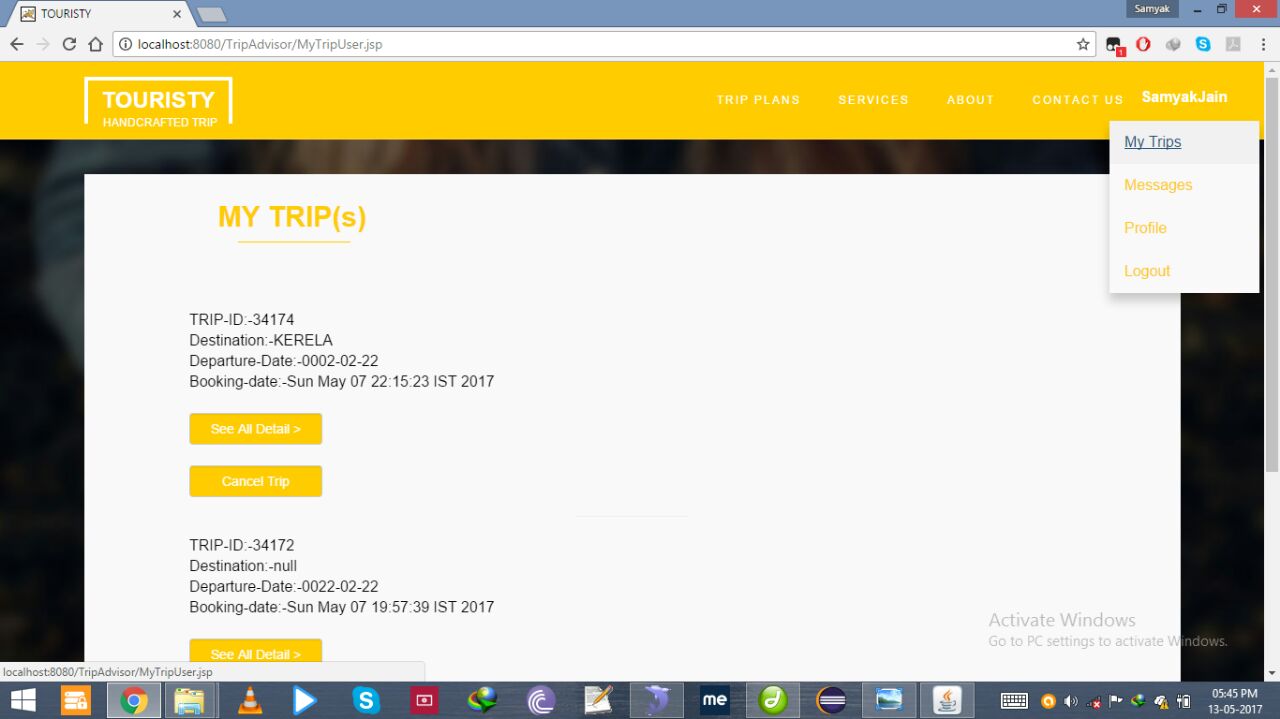 TOURISTY
Samyak
localhost:8080/TripAdvisor/MyTripUser.jsp
1
TOURISTY
HANDCRAFTED TRIP
TRIP PLANS
SERVICES
ABOUT
CONTACT US
SamyakJain
My Trips
Messages
Profile
Logout
MY TRIP(s)
TRIP-ID:-34174
Destination:-KERELA
Departure-Date:-0002-02-22
Booking-date:-Sun May 07 22:15:23 IST 2017
See All Detail >
Cancel Trip
TRIP-ID:-34172
Destination:-null
Departure-Date:-0022-02-22
Booking-date:-Sun May 07 19:57:39 IST 2017
See All Detail >
Activate Windows
Go to PC settings to activate Windows.
localhost:8080/TripAdvisor/MyTripUser.jsp
me
05:45 PM
13-05-2017